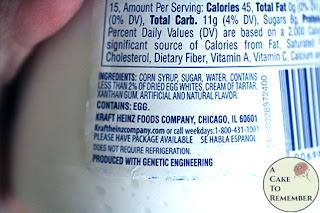 15, Amount Per Serving: Calories 45, Total Fat 0g
(0% DV), Total Carb. 11g (4% DV), Sugars 8g,
Percent Daily Values (DV) are based on a 2,000
significant source of Calories from Fat, Saturated
Cholesterol, Dietary Fiber, Vitamin A, Vitamin C, Calcium
INGREDIENTS: CORN SYRUP, SUGAR, WATER, CONTAINS
LESS THAN 2% OF DRIED EGG WHITES, CREAM OF TARTAR,
XANTHAN GUM, ARTIFICIAL AND NATURAL FLAVOR.
CONTAINS: EGG.
KRAFT HEINZ FOODS COMPANY, CHICAGO, IL 60601
Kraftheinzcompany.com or call weekdays: 1-800-431-1001
PLEASE HAVE PACKAGE AVAILABLE SE HABLA ESPANOL
DOES NOT REQUIRE REFRIGERATION.
PRODUCED WITH GENETIC ENGINEERING
A
CAKE
TO
REMEMBER